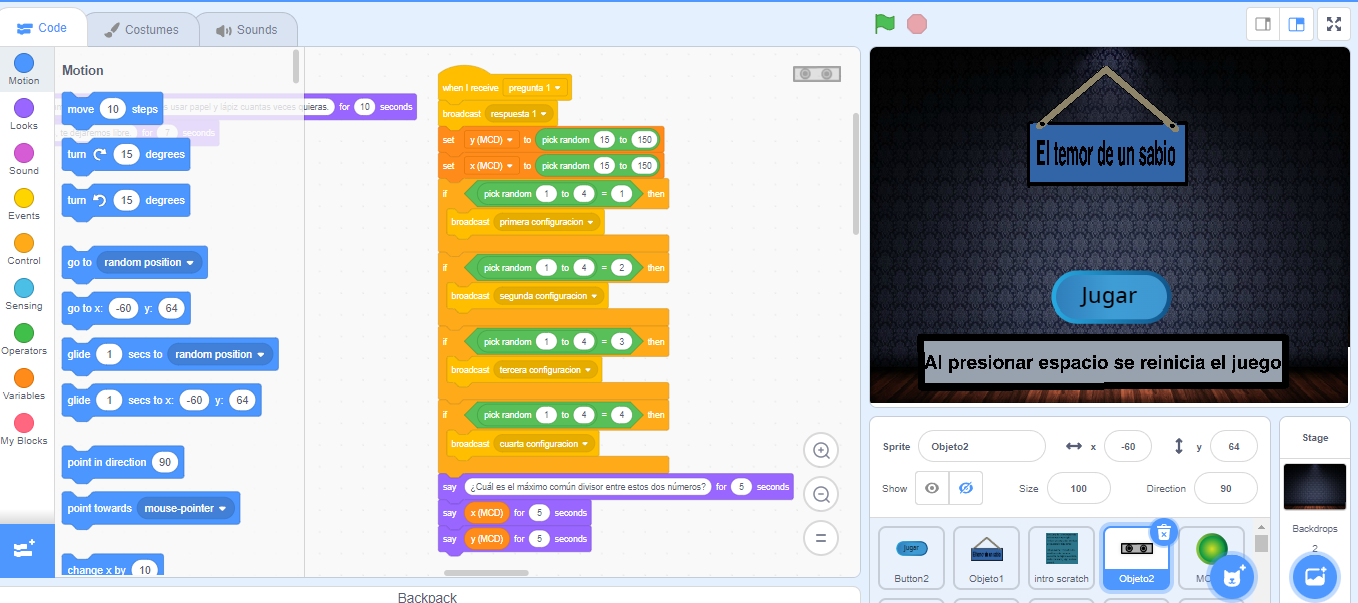 Code
Costumes
Sounds
Motion
Looks
Sound
Events
Control
Sensing
Operators
Variables
My Blocks
Motion
move 10 steps
turn 15 degrees
turn 15 degrees
go to random position
go to x: -60 y: 64
glide 1 secs to random position
glide 1 secs to x: -60 y: 64
point in direction 90
point towards mouse-pointer
change x by 10
usar papel y lápiz cuantas veces quieras. for 10 seconds
te dejaremos libre. for 7 seconds
when I receive pregunta 1
broadcast respuesta 1
set y (MCD) to pick random 15 to 150
set x (MCD) to pick random 15 to 150
if pick random 1 to 4 = 1 then
broadcast primera configuracion
if pick random 1 to 4 = 2 then
broadcast segunda configuracion
if pick random 1 to 4 = 3 then
broadcast tercera configuracion
if pick random 1 to 4 = 4 then
broadcast cuarta configuracion
say ¿Cuál es el máximo común divisor entre estos dos números? for 5 seconds
say x (MCD) for 5 seconds
say y (MCD) for 5 seconds
Backpack
El temor de un sabio
Jugar
Al presionar espacio se reinicia el juego
Sprite Objeto2 x -60 y 64
Show Size 100 Direction 90
Jugar
Button2
Objeto1
intro scratch
Objeto2
Stage
Backdrops
2